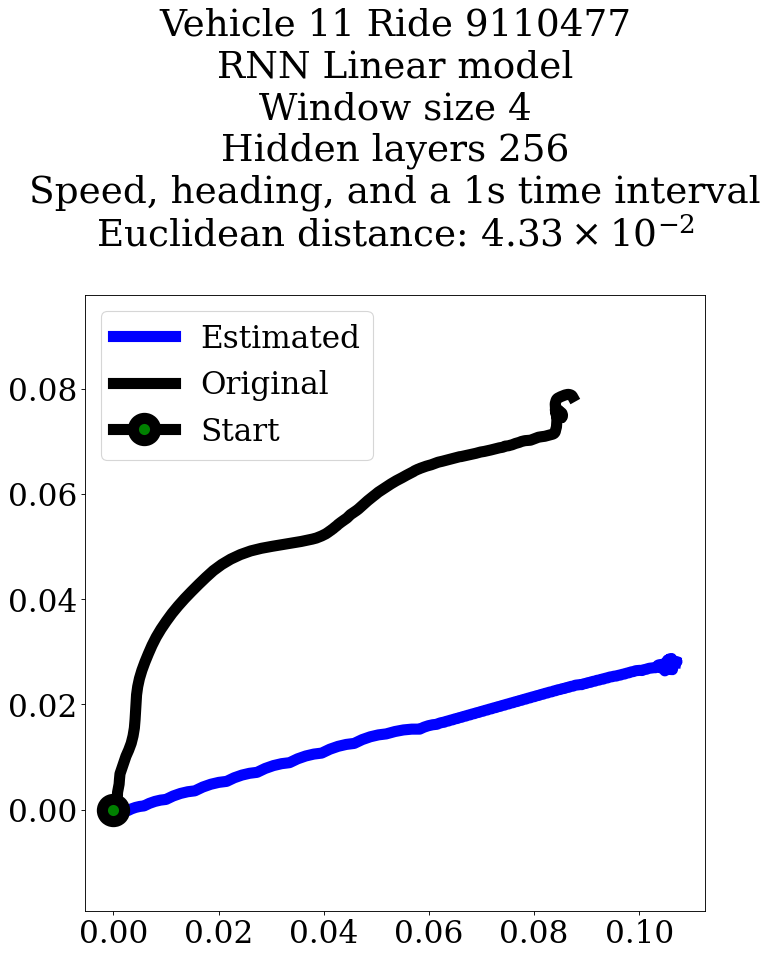 Vehicle 11 Ride 9110477
RNN Linear model
Window size 4
Hidden layers 256
Speed, heading, and a 1s time interval
Euclidean distance: 4.33 × 10⁻²
Estimated
Original
Start
0.08
0.06
0.04
0.02
0.00
0.00 0.02 0.04 0.06 0.08 0.10